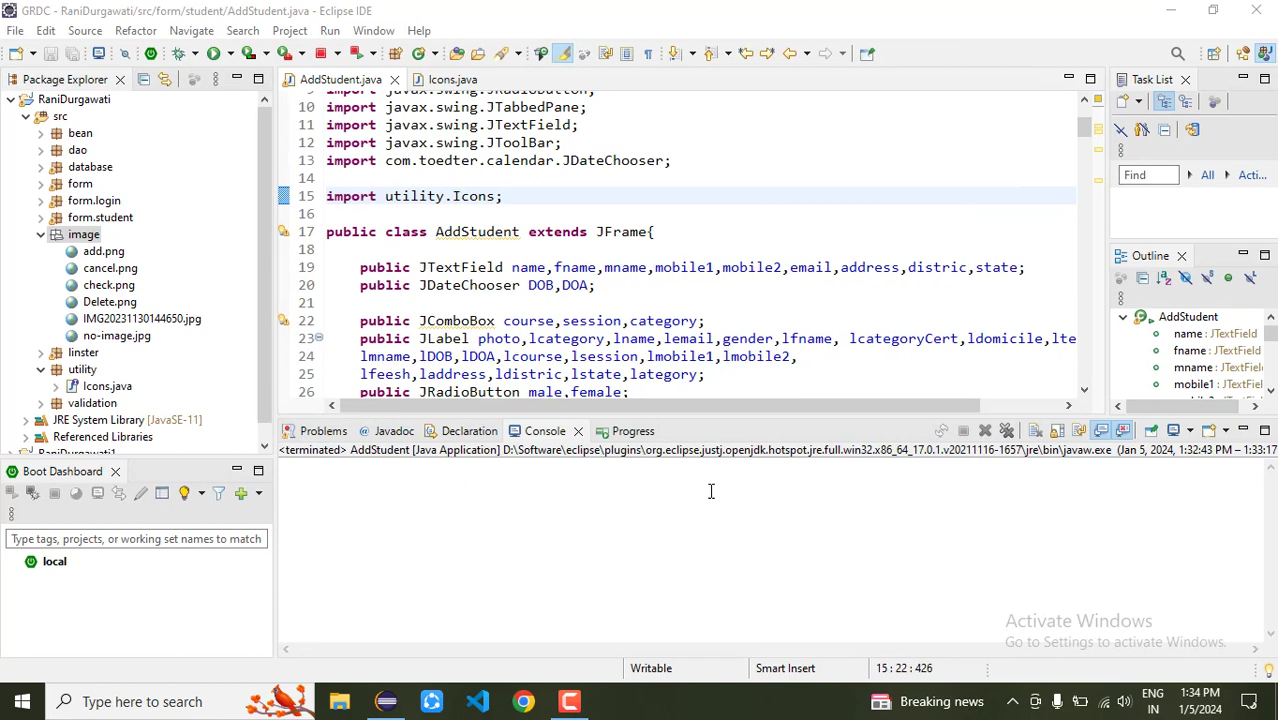 GRDC - RaniDurgawati/src/form/student/AddStudent.java - Eclipse IDE
File Edit Source Refactor Navigate Search Project Run Window Help
Package Explorer
RaniDurgawati
src
bean
dao
database
form
form.login
form.student
image
add.png
cancel.png
check.png
Delete.png
IMG20231130144650.jpg
no-image.jpg
linster
utility
Icons.java
validation
JRE System Library [JavaSE-11]
Referenced Libraries
Boot Dashboard
Type tags, projects, or working set names to match
local
AddStudent.java Icons.java
9 import javax.swing.JRadioButton;
10 import javax.swing.JTabbedPane;
11 import javax.swing.JTextField;
12 import javax.swing.JToolBar;
13 import com.toedter.calendar.JDateChooser;
14
15 import utility.Icons;
16
17 public class AddStudent extends JFrame{
18
19 public JTextField name,fname,mname,mobile1,mobile2,email,address,distric,state;
20 public JDateChooser DOB,DOA;
21
22 public JComboBox course,session,category;
23 public JLabel photo,lcategory,lname,lemail,gender,lfname, lcategoryCert,ldomicile,lte
24 lmname,lDOB,lDOA,lcourse,lsession,lmobile1,lmobile2,
25 lfeesh,laddress,ldistric,lstate,lategory;
26 public JRadioButton male,female;
Problems Javadoc Declaration Console Progress
<terminated> AddStudent [Java Application] D:\Software\eclipse\plugins\org.eclipse.justj.openjdk.hotspot.jre.full.win32.x86_64_17.0.1.v20211116-1657\jre\bin\javaw.exe (Jan 5, 2024, 1:32:43 PM – 1:33:17
Task List
Find All Acti...
Outline
AddStudent
name : JTextField
fname : JTextField
mname : JTextField
mobile1 : JTextField
Activate Windows
Go to Settings to activate Windows.
Writable Smart Insert 15 : 22 : 426
Type here to search
Breaking news
ENG
IN
1:34 PM
1/5/2024